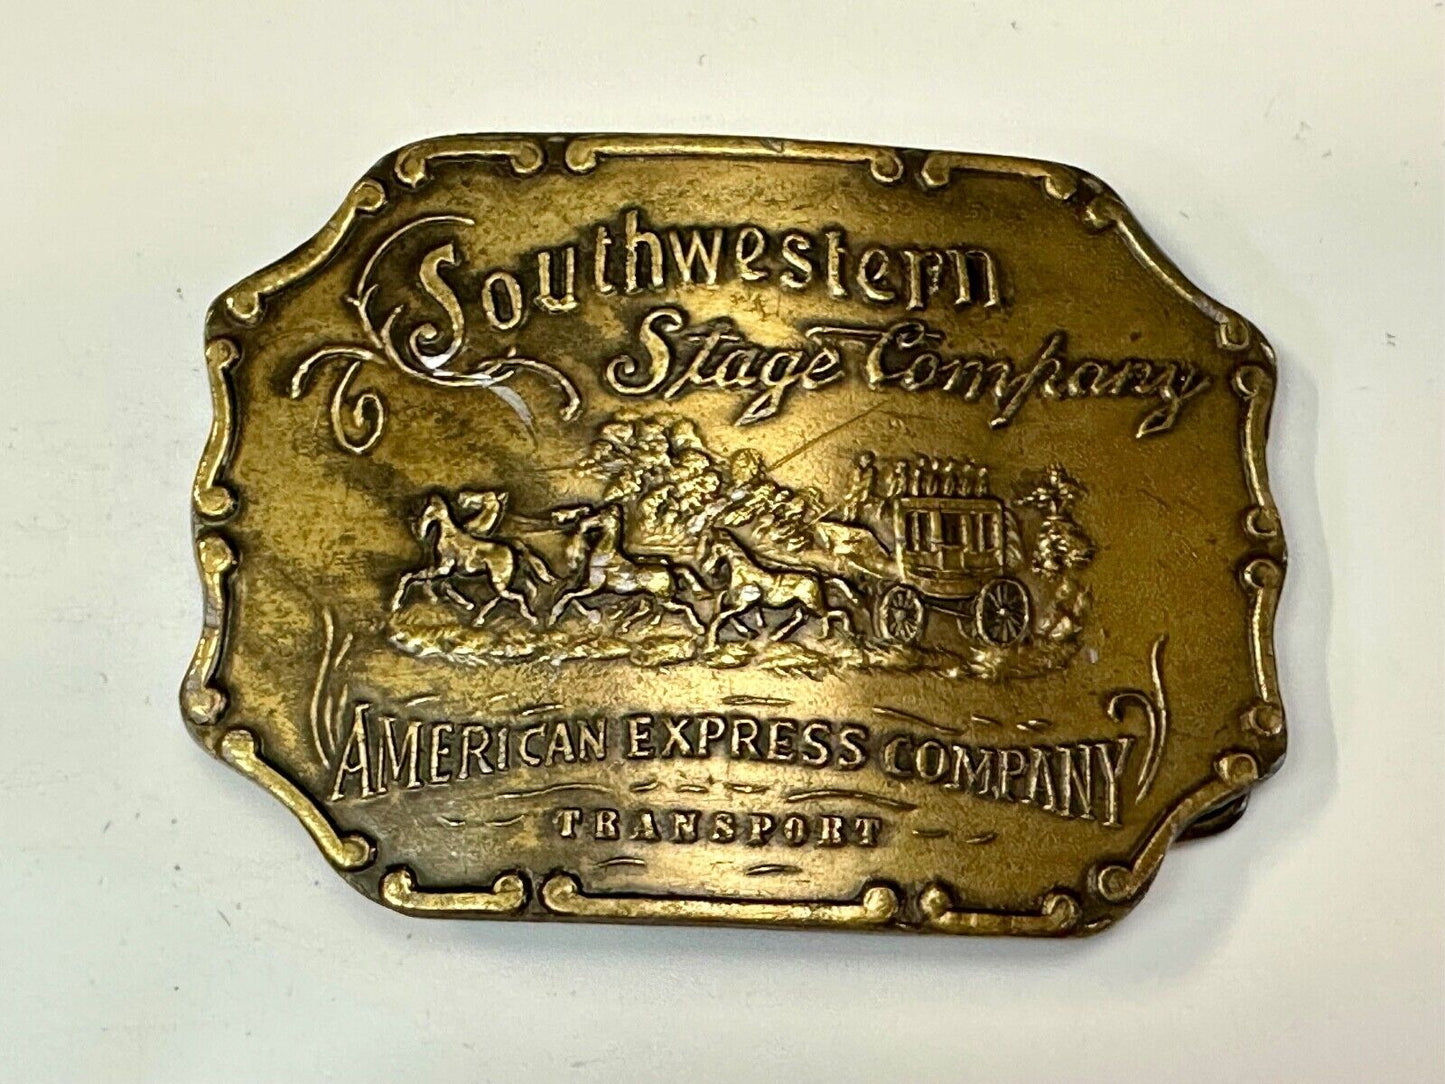 Southwestern
Stage Company
AMERICAN EXPRESS COMPANY
TRANSPORT